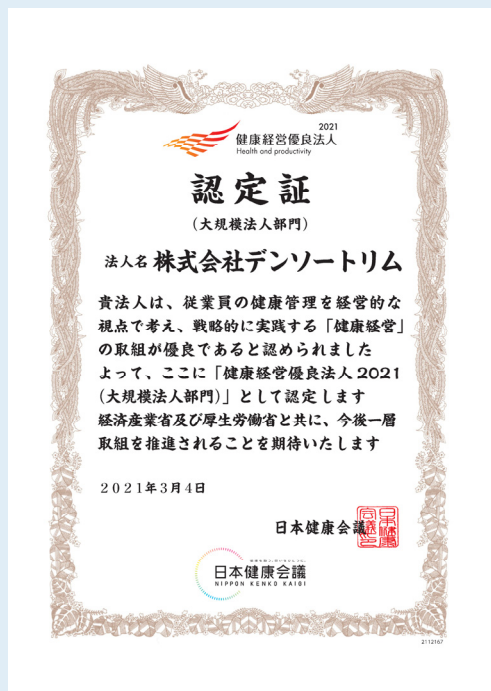 2021
健康経営優良法人
Health and productivity
認定証
（大規模法人部門）
法人名 株式会社デンソートリム
貴法人は、従業員の健康管理を経営的な
視点で考え、戦略的に実践する「健康経営」
の取組が優良であると認められました
よって、ここに「健康経営優良法人2021
（大規模法人部門）」として認定します
経済産業省及び厚生労働省と共に、今後一層
取組を推進されることを期待いたします
2021年3月4日
日本健康会議
日本健康会議印
日本健康会議
NIPPON KENKO KAIGI
2112167